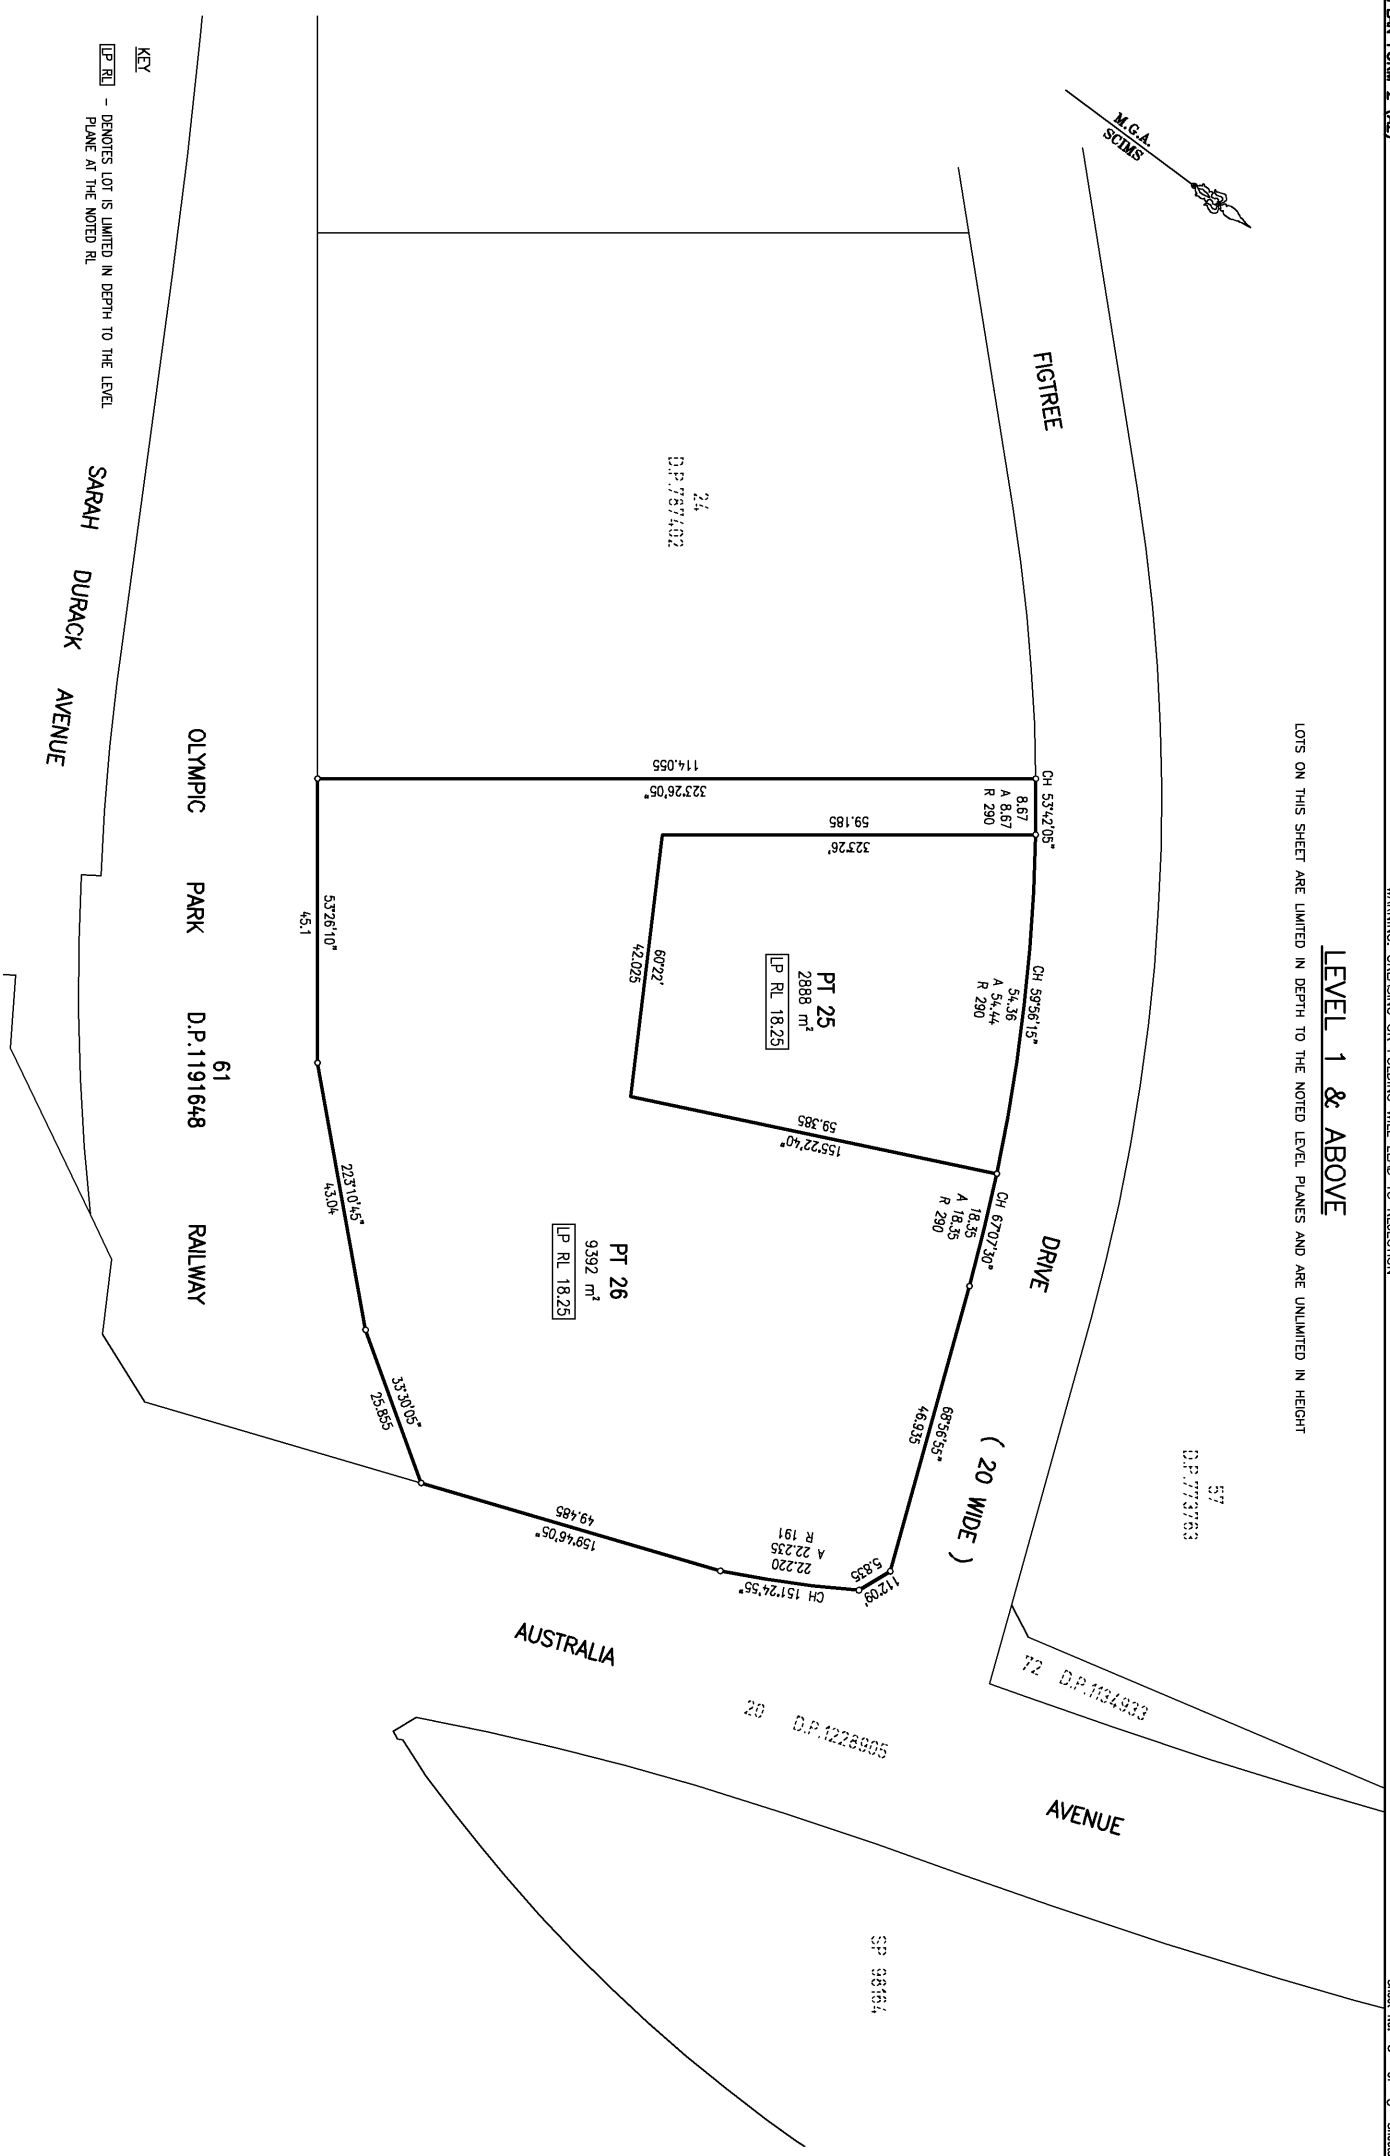 LEVEL 1 & ABOVE
LOTS ON THIS SHEET ARE LIMITED IN DEPTH TO THE NOTED LEVEL PLANES AND ARE UNLIMITED IN HEIGHT
M.G.A.
SCIMS
57
D.P.773763
FIGTREE
DRIVE
( 20 WIDE )
72 D.P.1134933
AVENUE
CH 53°42'05"
8.67
A 8.67
R 290
CH 59°56'15"
54.36
A 54.44
R 290
CH 67°07'30"
18.35
A 18.35
R 290
68°56'55"
46.935
112°09'
5.835
24
D.P.787402
114.055
323°26'05"
59.185
323°26'
PT 25
2888 m²
LP RL 18.25
59.385
155°22'40"
60°22'
42.025
CH 151°24'55"
22.220
A 22.235
R 191
20 D.P.1228905
SP 98164
PT 26
9392 m²
LP RL 18.25
49.485
159°46'05"
AUSTRALIA
53°26'10"
45.1
223°10'45"
43.04
33°30'05"
25.855
61
OLYMPIC PARK D.P.1191648 RAILWAY
KEY
LP RL - DENOTES LOT IS LIMITED IN DEPTH TO THE LEVEL
PLANE AT THE NOTED RL
SARAH DURACK AVENUE